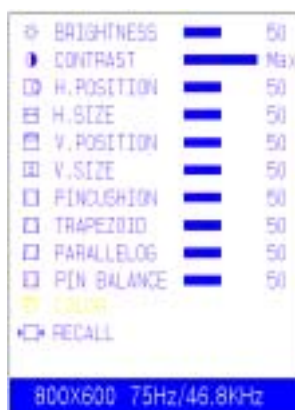 BRIGHTNESS 50
CONTRAST Max
H.POSITION 50
H.SIZE 50
V.POSITION 50
V.SIZE 50
PINCUSHION 50
TRAPEZOID 50
PARALLELOG 50
PIN BALANCE 50
COLOR
RECALL
800X600 75Hz/46.8KHz